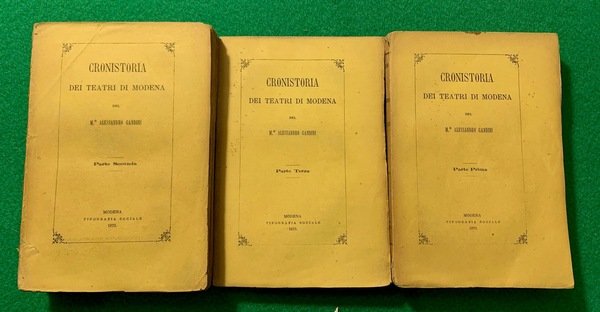 CRONISTORIA
DEI TEATRI DI MODENA
DEL
M.º ALESSANDRO GANDINI
Parte Seconda
MODENA
TIPOGRAFIA SOCIALE
1873.
CRONISTORIA
DEI TEATRI DI MODENA
DEL
M.º ALESSANDRO GANDINI
Parte Terza
MODENA
TIPOGRAFIA SOCIALE
1873.
CRONISTORIA
DEI TEATRI DI MODENA
DEL
M.º ALESSANDRO GANDINI
Parte Prima
MODENA
TIPOGRAFIA SOCIALE
1873.